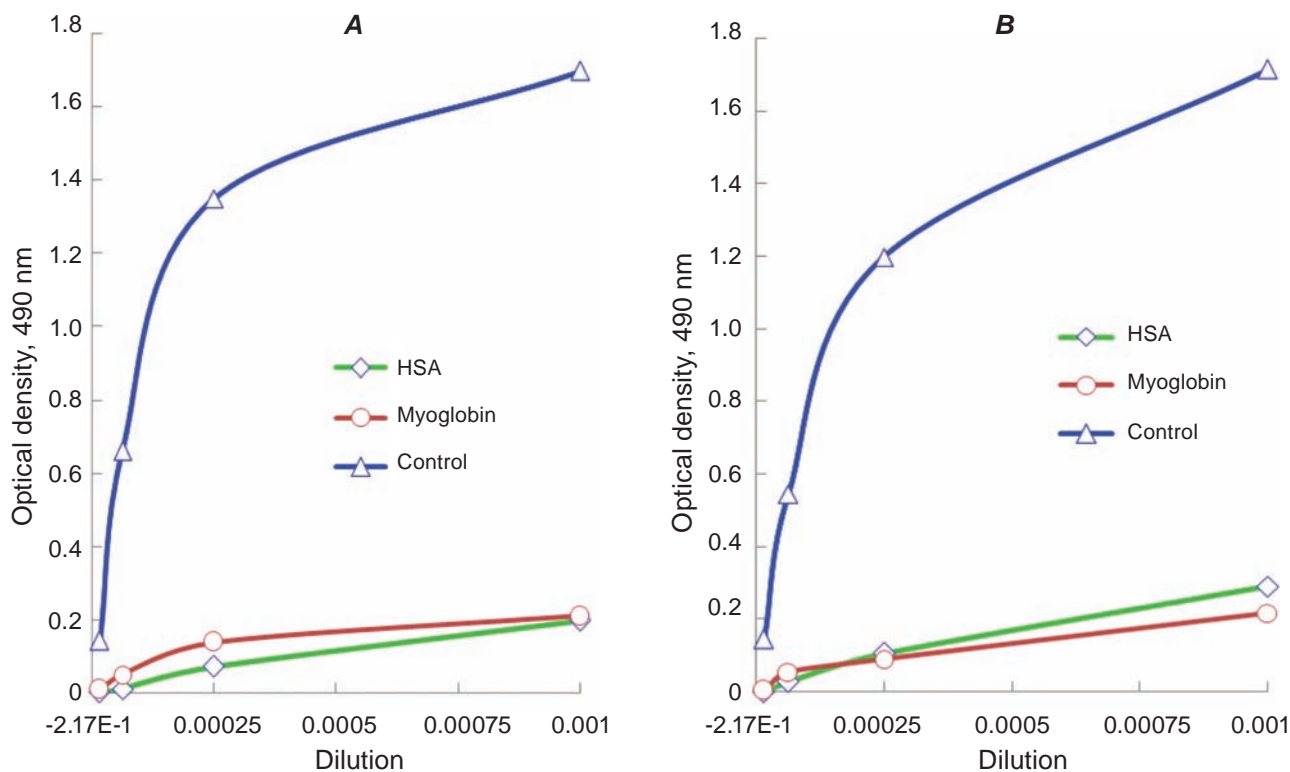 A
1.8
1.6
1.4
1.2
1.0
0.8
0.6
0.4
0.2
0
Optical density, 490 nm
HSA
Myoglobin
Control
-2.17E-1
0.00025
0.0005
0.00075
0.001
Dilution
B
1.8
1.6
1.4
1.2
1.0
0.8
0.6
0.4
0.2
0
Optical density, 490 nm
HSA
Myoglobin
Control
-2.17E-1
0.00025
0.0005
0.00075
0.001
Dilution